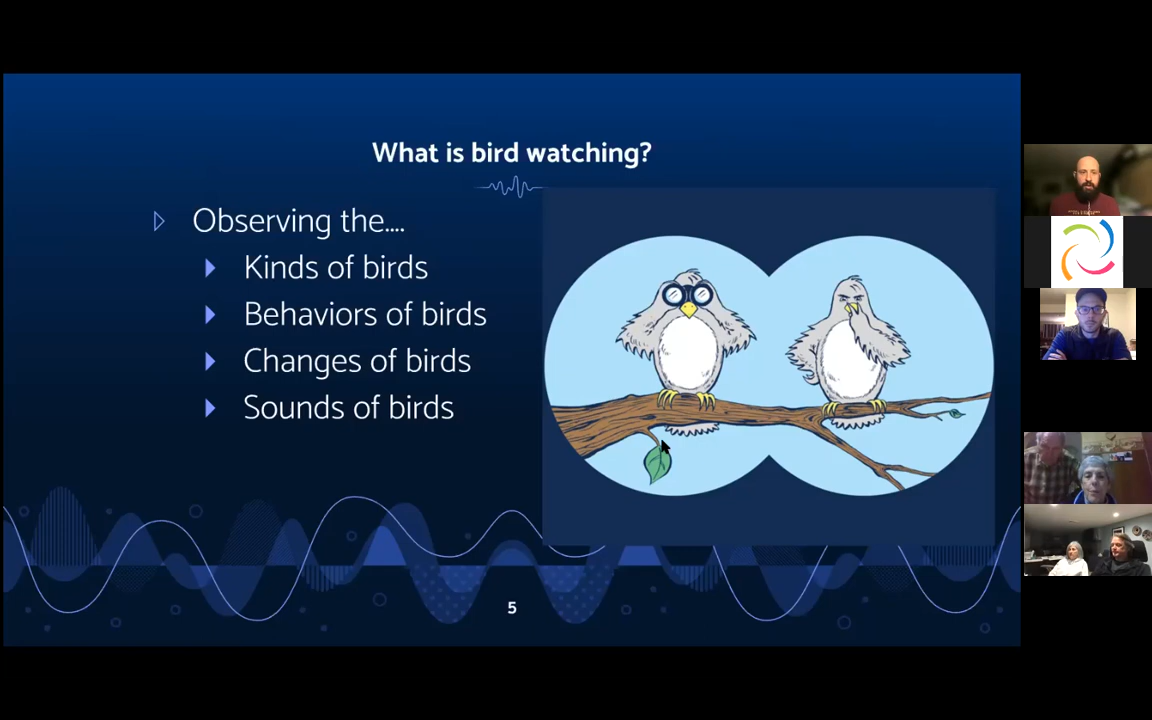 What is bird watching?
Observing the....
Kinds of birds
Behaviors of birds
Changes of birds
Sounds of birds
5